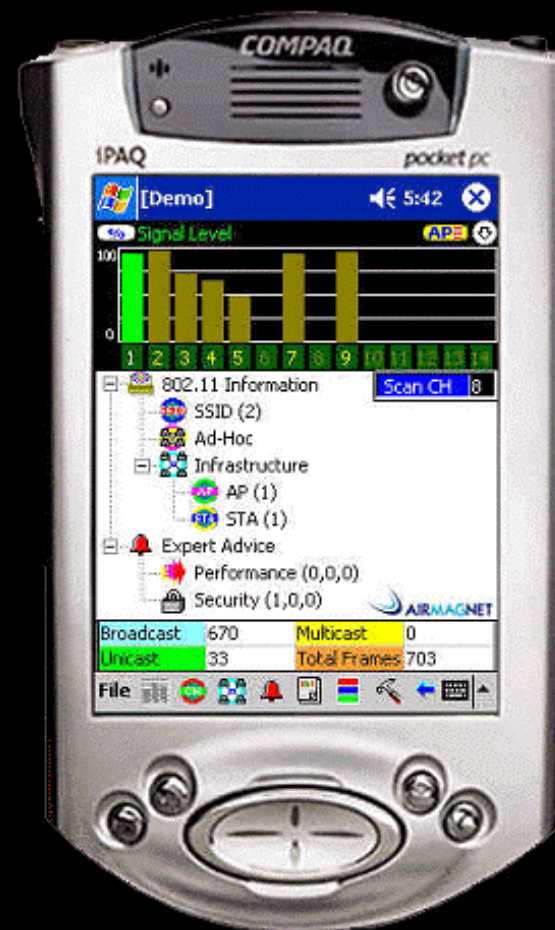 COMPAQ
iPAQ pocket pc
[Demo] 5:42
% Signal Level AP
100
0
1 2 3 4 5 6 7 8 9 10 11 12 13 14
802.11 Information Scan CH 8
SSID (2)
Ad-Hoc
Infrastructure
AP (1)
STA STA (1)
Expert Advice
Performance (0,0,0)
Security (1,0,0) AIRMAGNET
Broadcast 670 Multicast 0
Unicast 33 Total Frames 703
File CH